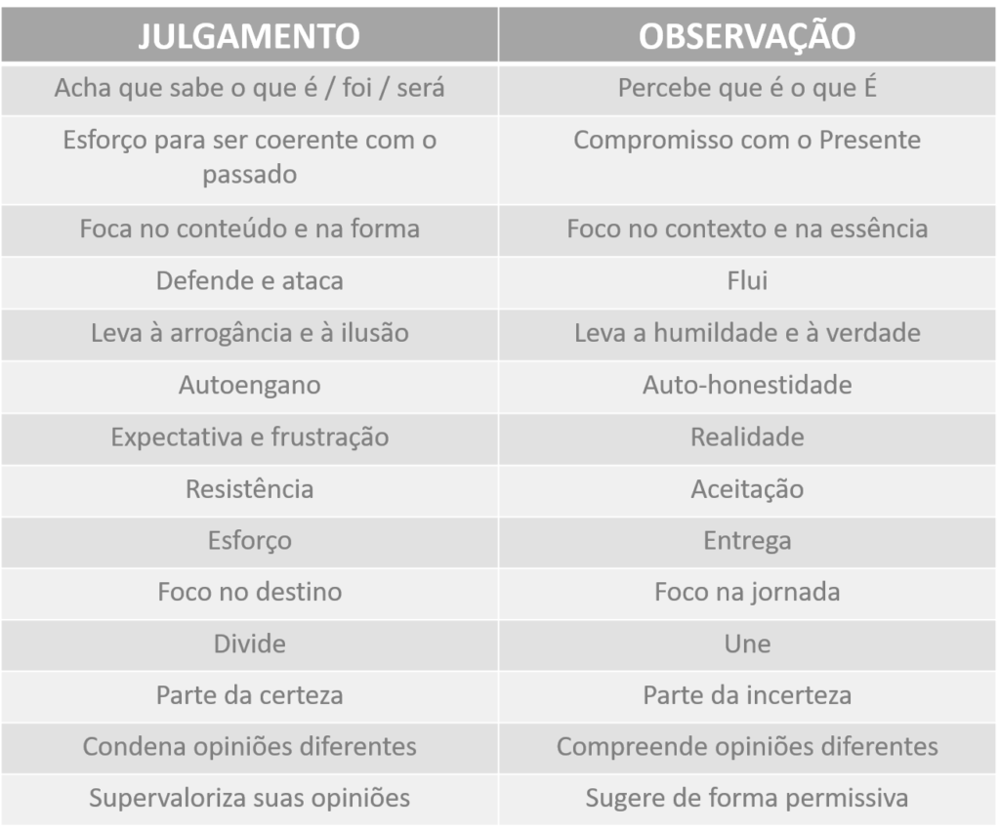 JULGAMENTO OBSERVAÇÃO
Acha que sabe o que é / foi / será Percebe que é o que É
Esforço para ser coerente com o Compromisso com o Presente
passado
Foca no conteúdo e na forma Foco no contexto e na essência
Defende e ataca Flui
Leva à arrogância e à ilusão Leva a humildade e à verdade
Autoengano Auto-honestidade
Expectativa e frustração Realidade
Resistência Aceitação
Esforço Entrega
Foco no destino Foco na jornada
Divide Une
Parte da certeza Parte da incerteza
Condena opiniões diferentes Compreende opiniões diferentes
Supervaloriza suas opiniões Sugere de forma permissiva